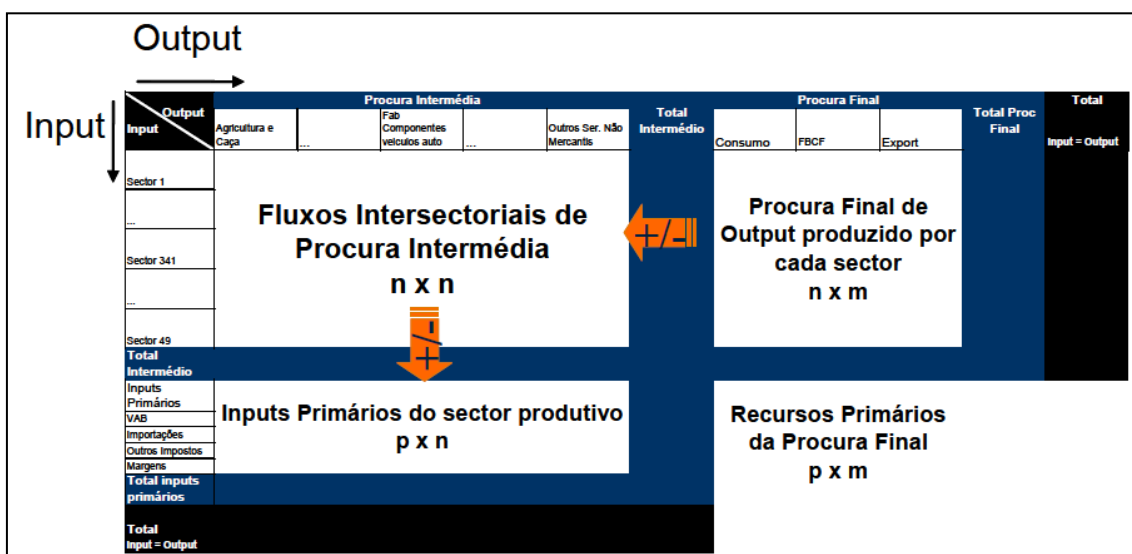 Output
Input
Output
Input
Procura Intermédia
Agricultura e
Caça
...
Fab
Componentes
veiculos auto
...
Outros Ser. Não
Mercantis
Total
Intermédio
Procura Final
Consumo
FBCF
Export
Total Proc
Final
Total
Input = Output
Sector 1
...
Sector 341
...
Sector 49
Fluxos Intersectoriais de
Procura Intermédia
n x n
+/-
Procura Final de
Output produzido por
cada sector
n x m
+/-
Total
Intermédio
Inputs
Primários
VAB
Importações
Outros Impostos
Margens
Inputs Primários do sector produtivo
p x n
Recursos Primários
da Procura Final
p x m
Total inputs
primários
Total
Input = Output